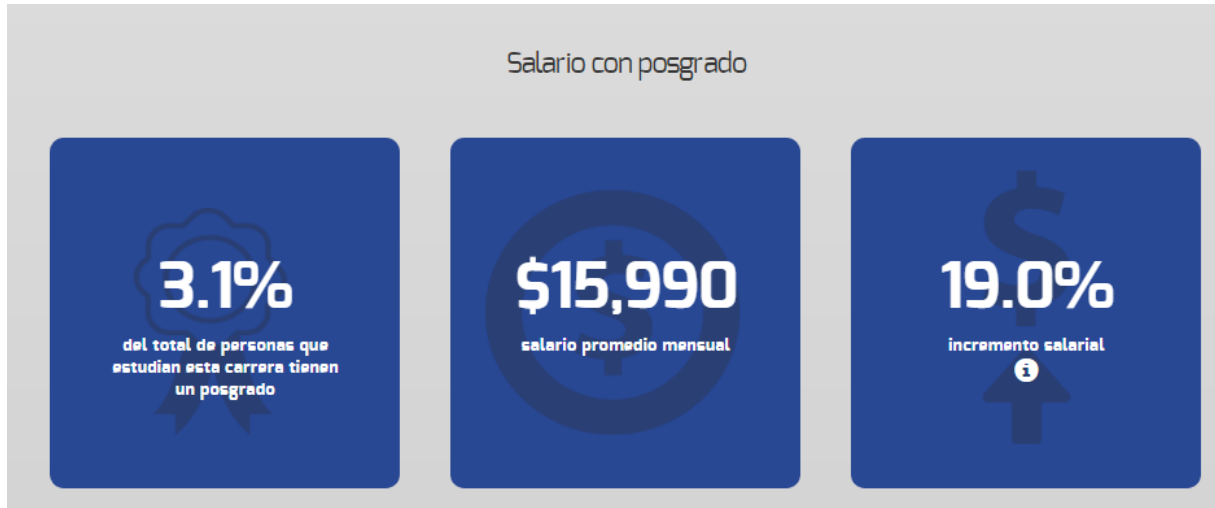 Salario con posgrado
3.1%
del total de personas que
estudian esta carrera tienen
un posgrado
$15,990
salario promedio mensual
19.0%
incremento salarial